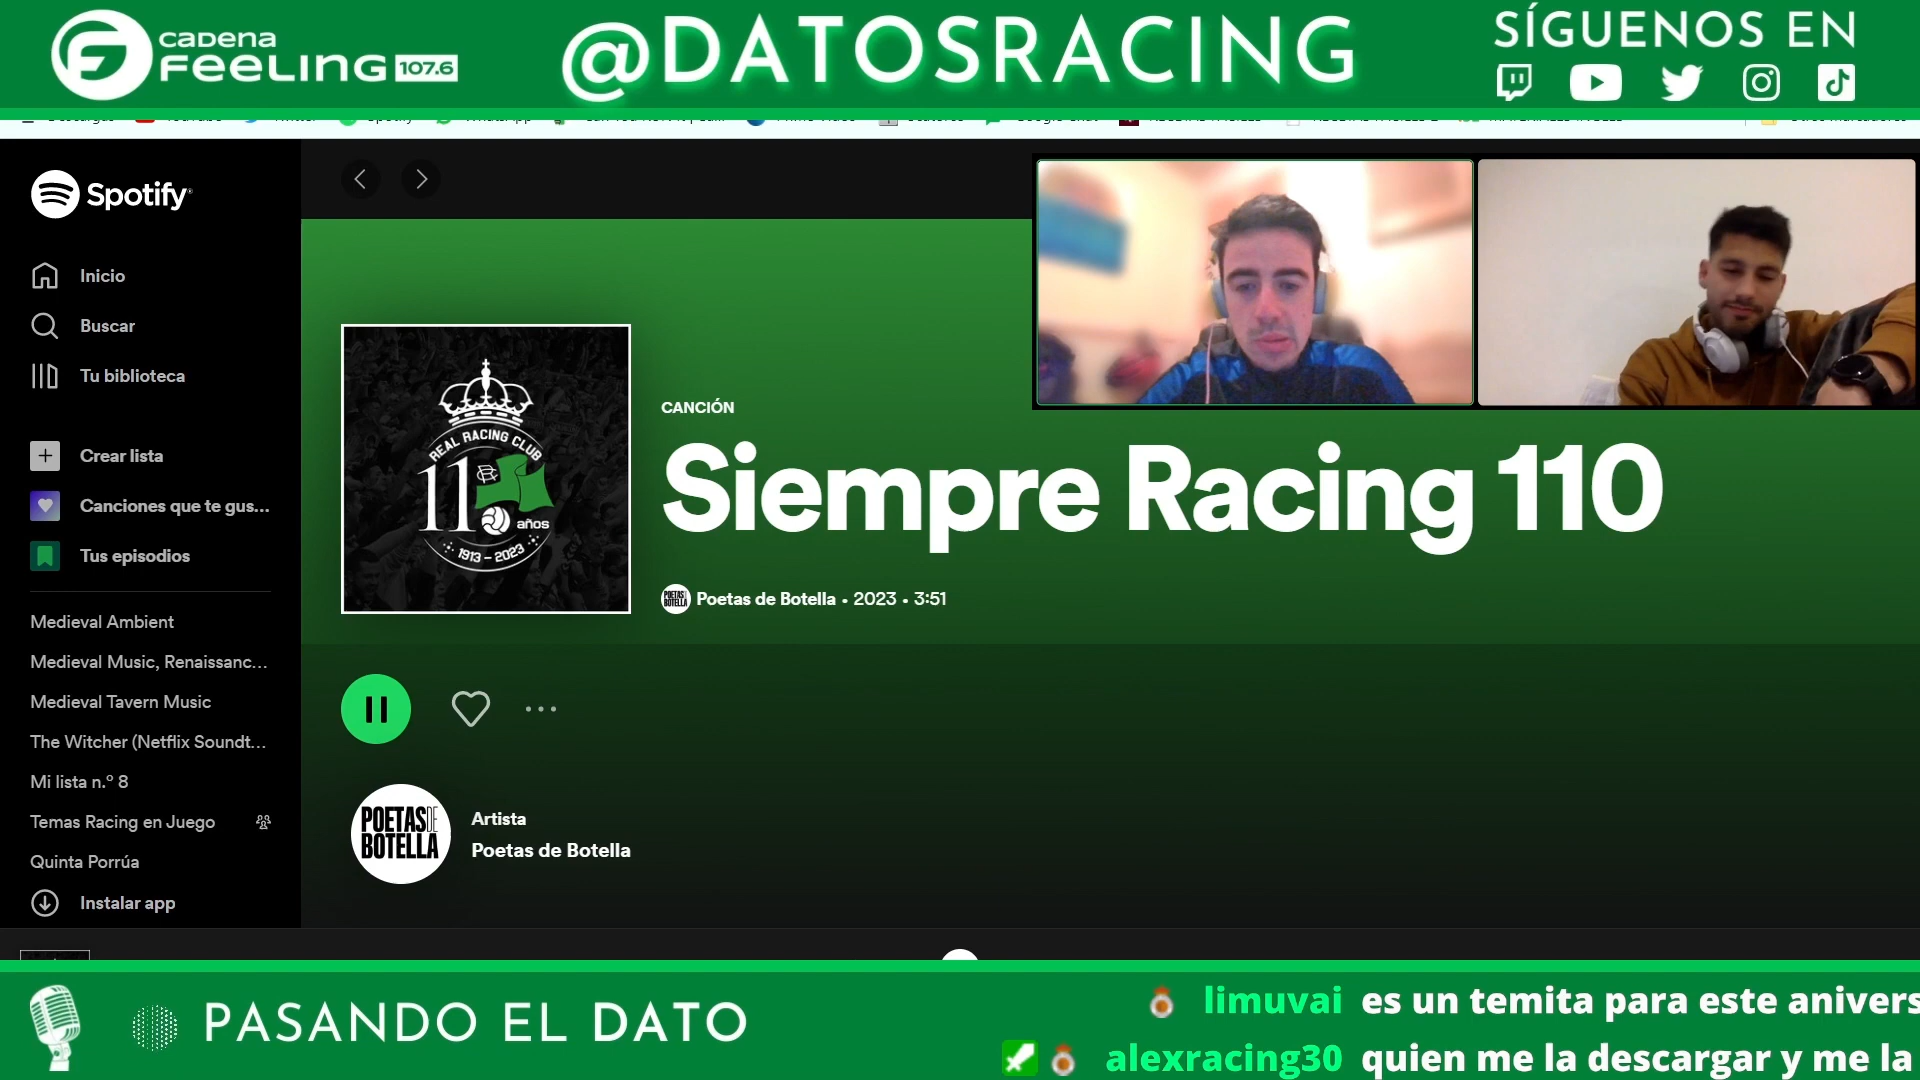 CADENA
FEELING 107.6
@DATOSRACING
SÍGUENOS EN
Spotify
Inicio
Buscar
Tu biblioteca
Crear lista
Canciones que te gus...
Tus episodios
Medieval Ambient
Medieval Music, Renaissanc...
Medieval Tavern Music
The Witcher (Netflix Soundt...
Mi lista n.º 8
Temas Racing en Juego
Quinta Porrúa
Instalar app
REAL RACING CLUB
110
años
1913 – 2023
CANCIÓN
Siempre Racing 110
POETAS DE BOTELLA
Poetas de Botella • 2023 • 3:51
POETAS DE
BOTELLA
Artista
Poetas de Botella
PASANDO EL DATO
limuvai es un temita para este anivers
alexracing30 quien me la descargar y me la